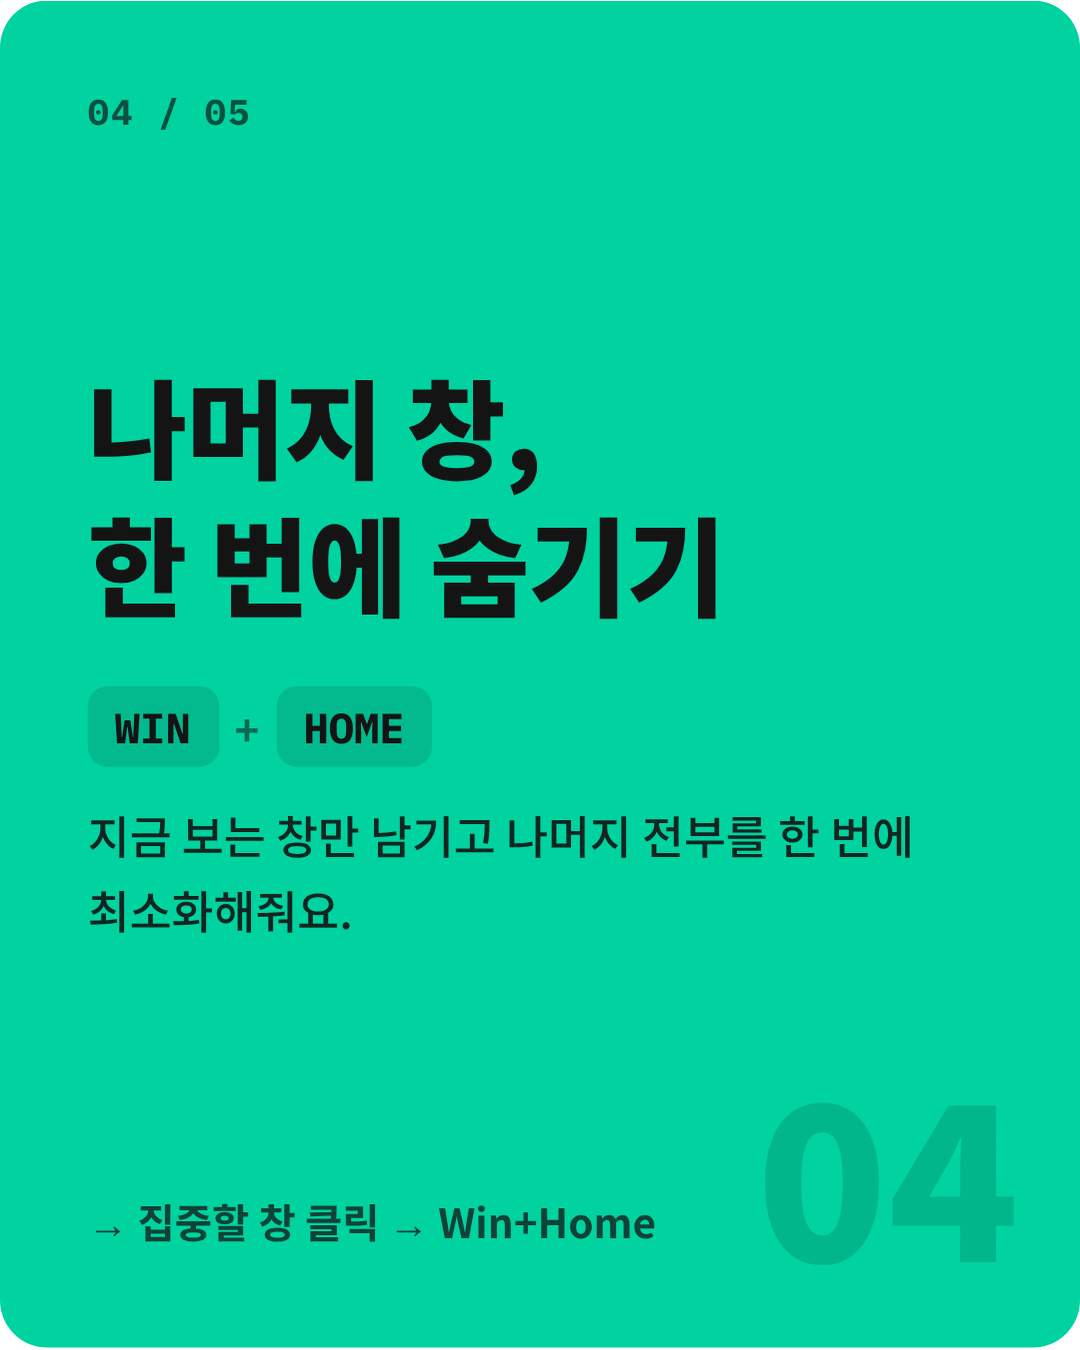 04 / 05
나머지 창,
한 번에 숨기기
WIN + HOME
지금 보는 창만 남기고 나머지 전부를 한 번에
최소화해줘요.
→ 집중할 창 클릭 → Win+Home
04